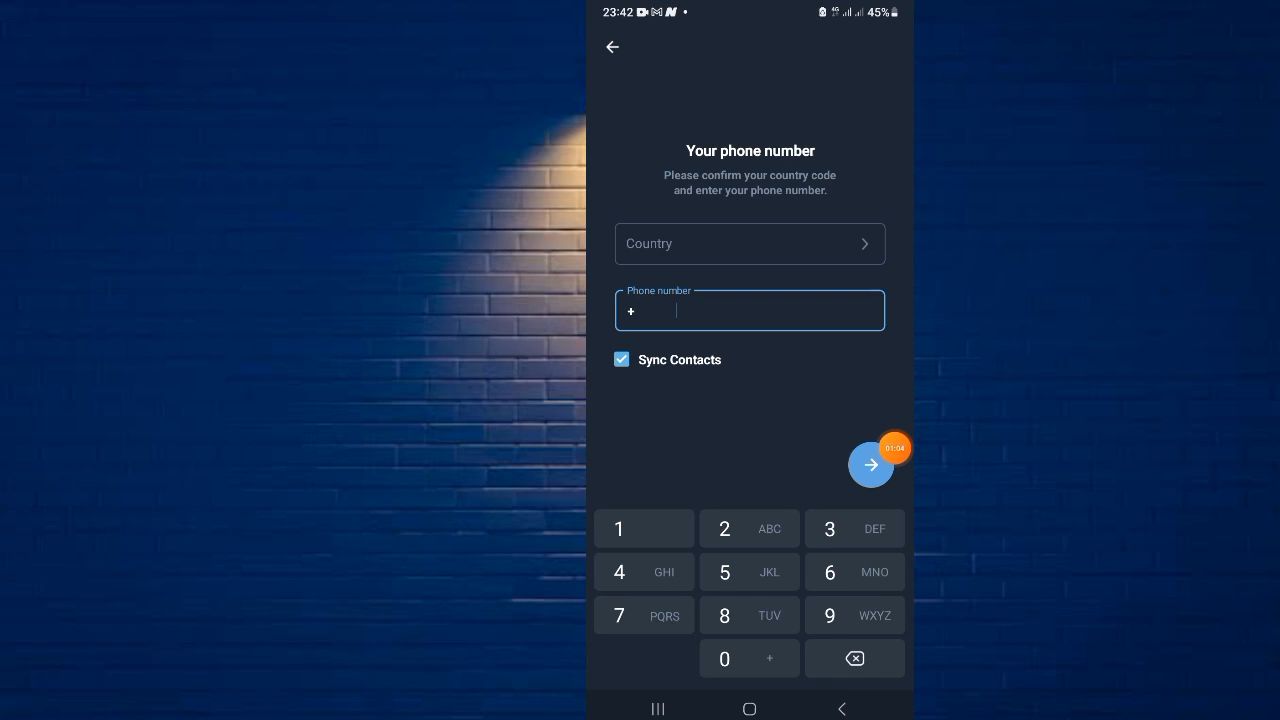 23:42
4G
45%
Your phone number
Please confirm your country code
and enter your phone number.
Country
Phone number
+
Sync Contacts
01:04
1
2 ABC
3 DEF
4 GHI
5 JKL
6 MNO
7 PQRS
8 TUV
9 WXYZ
0 +